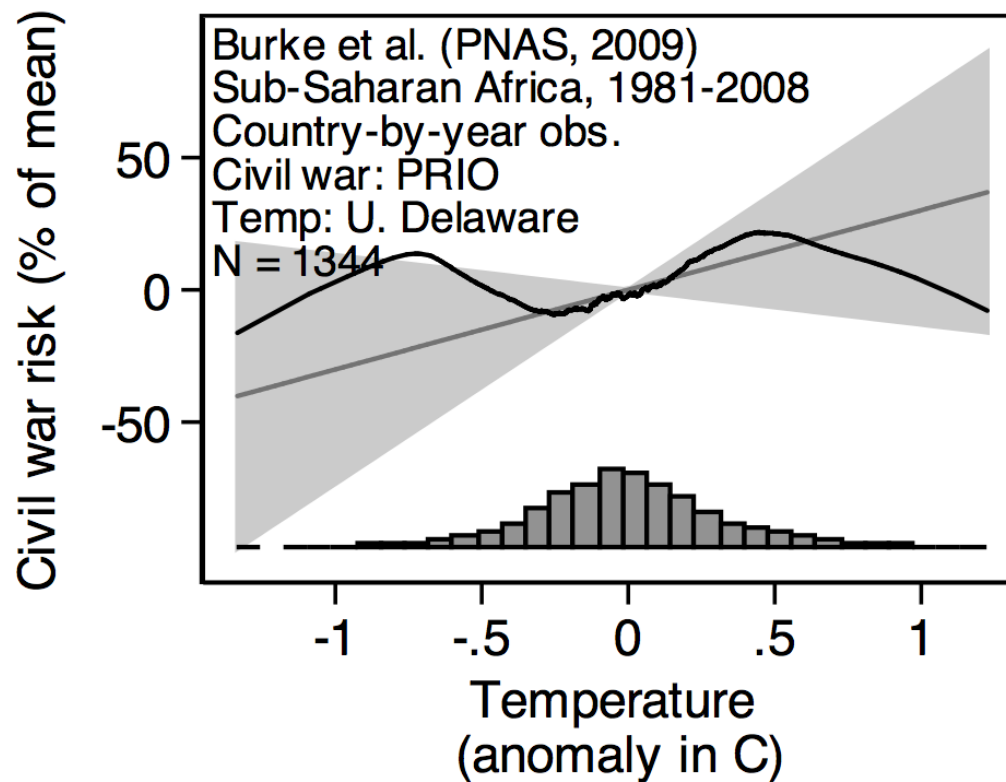 Burke et al. (PNAS, 2009)
Sub-Saharan Africa, 1981-2008
Country-by-year obs.
Civil war: PRIO
Temp: U. Delaware
N = 1344
Civil war risk (% of mean)
50
0
-50
-1
-.5
0
.5
1
Temperature
(anomaly in C)